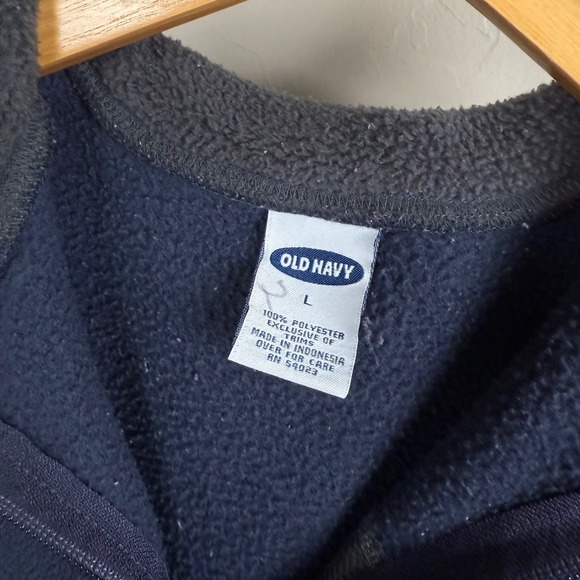 OLD NAVY
L
100% POLYESTER
EXCLUSIVE OF
TRIMS
MADE IN INDONESIA
OVER FOR CARE
RN 54023